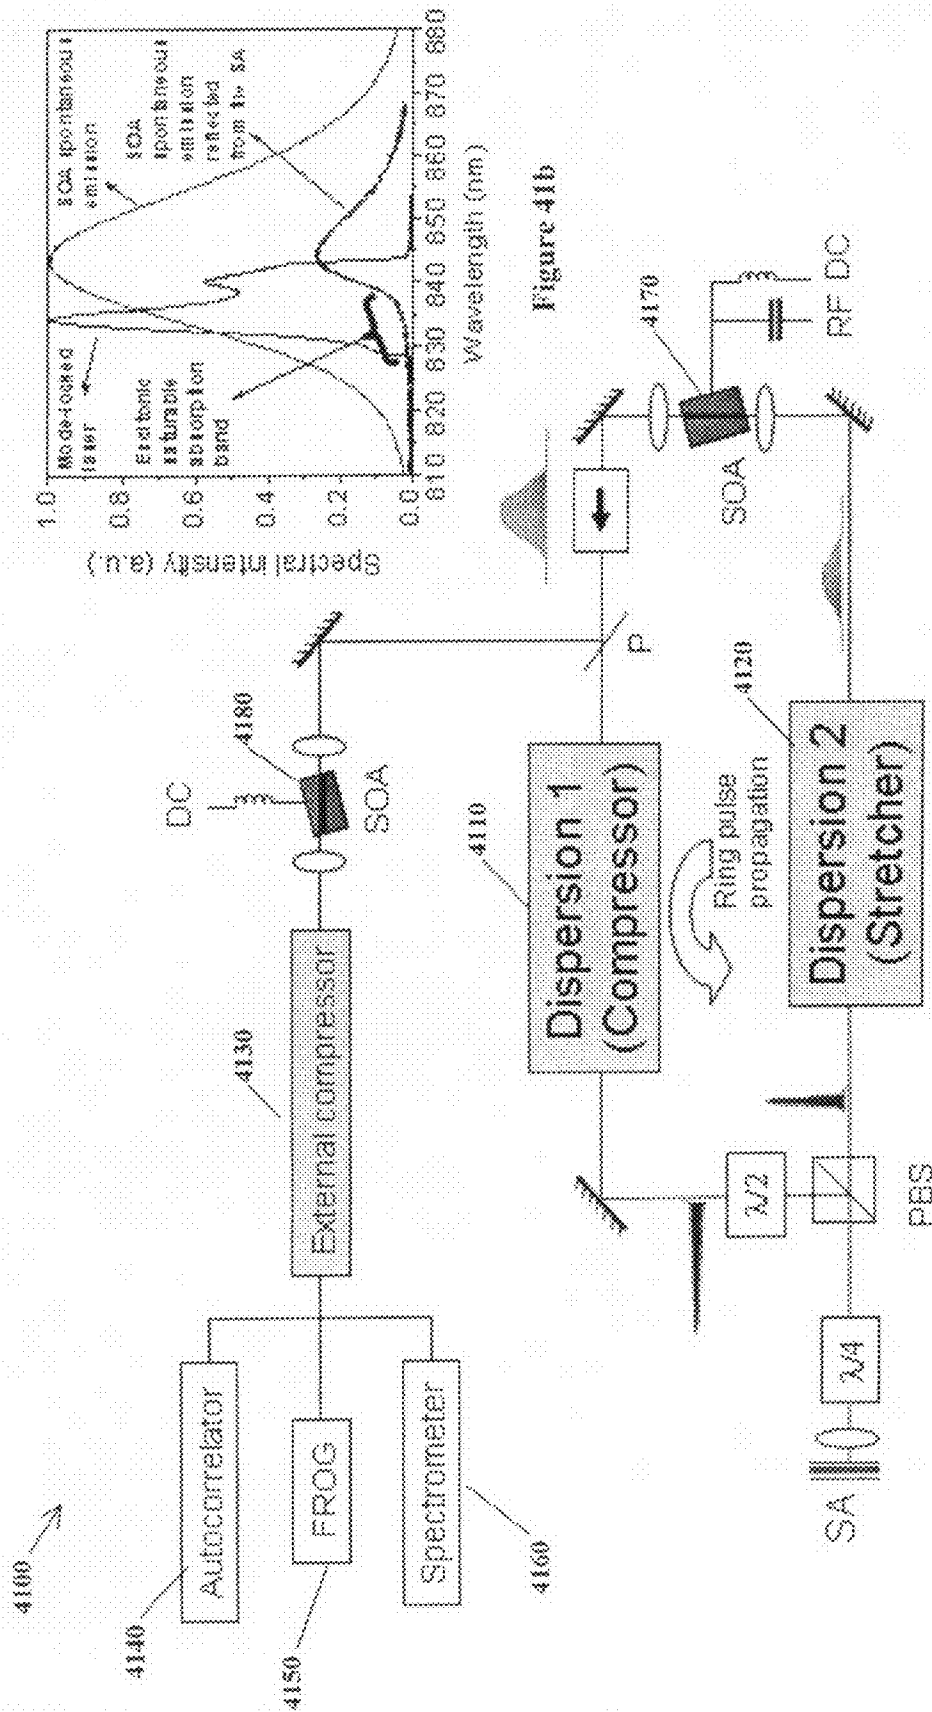 4100
4140
Autocorrelator
4150
FROG
Spectrometer
4160
4130
External compressor
DC
4180
SOA
Spectral intensity (a.u.)
1.0
0.8
0.6
0.4
0.2
0.0
810 820 830 840 850 860 870 880
Wavelength (nm)
Mode-locked
laser
Excitonic
saturable
absorption
band
SOA spontaneous
emission
SOA
spontaneous
emission
reflected
from the SA
Figure 41b
4110
Dispersion 1
(Compressor)
P
4170
SOA
RF DC
Ring pulse
propagation
4120
Dispersion 2
(Stretcher)
λ/2
PBS
λ/4
SA